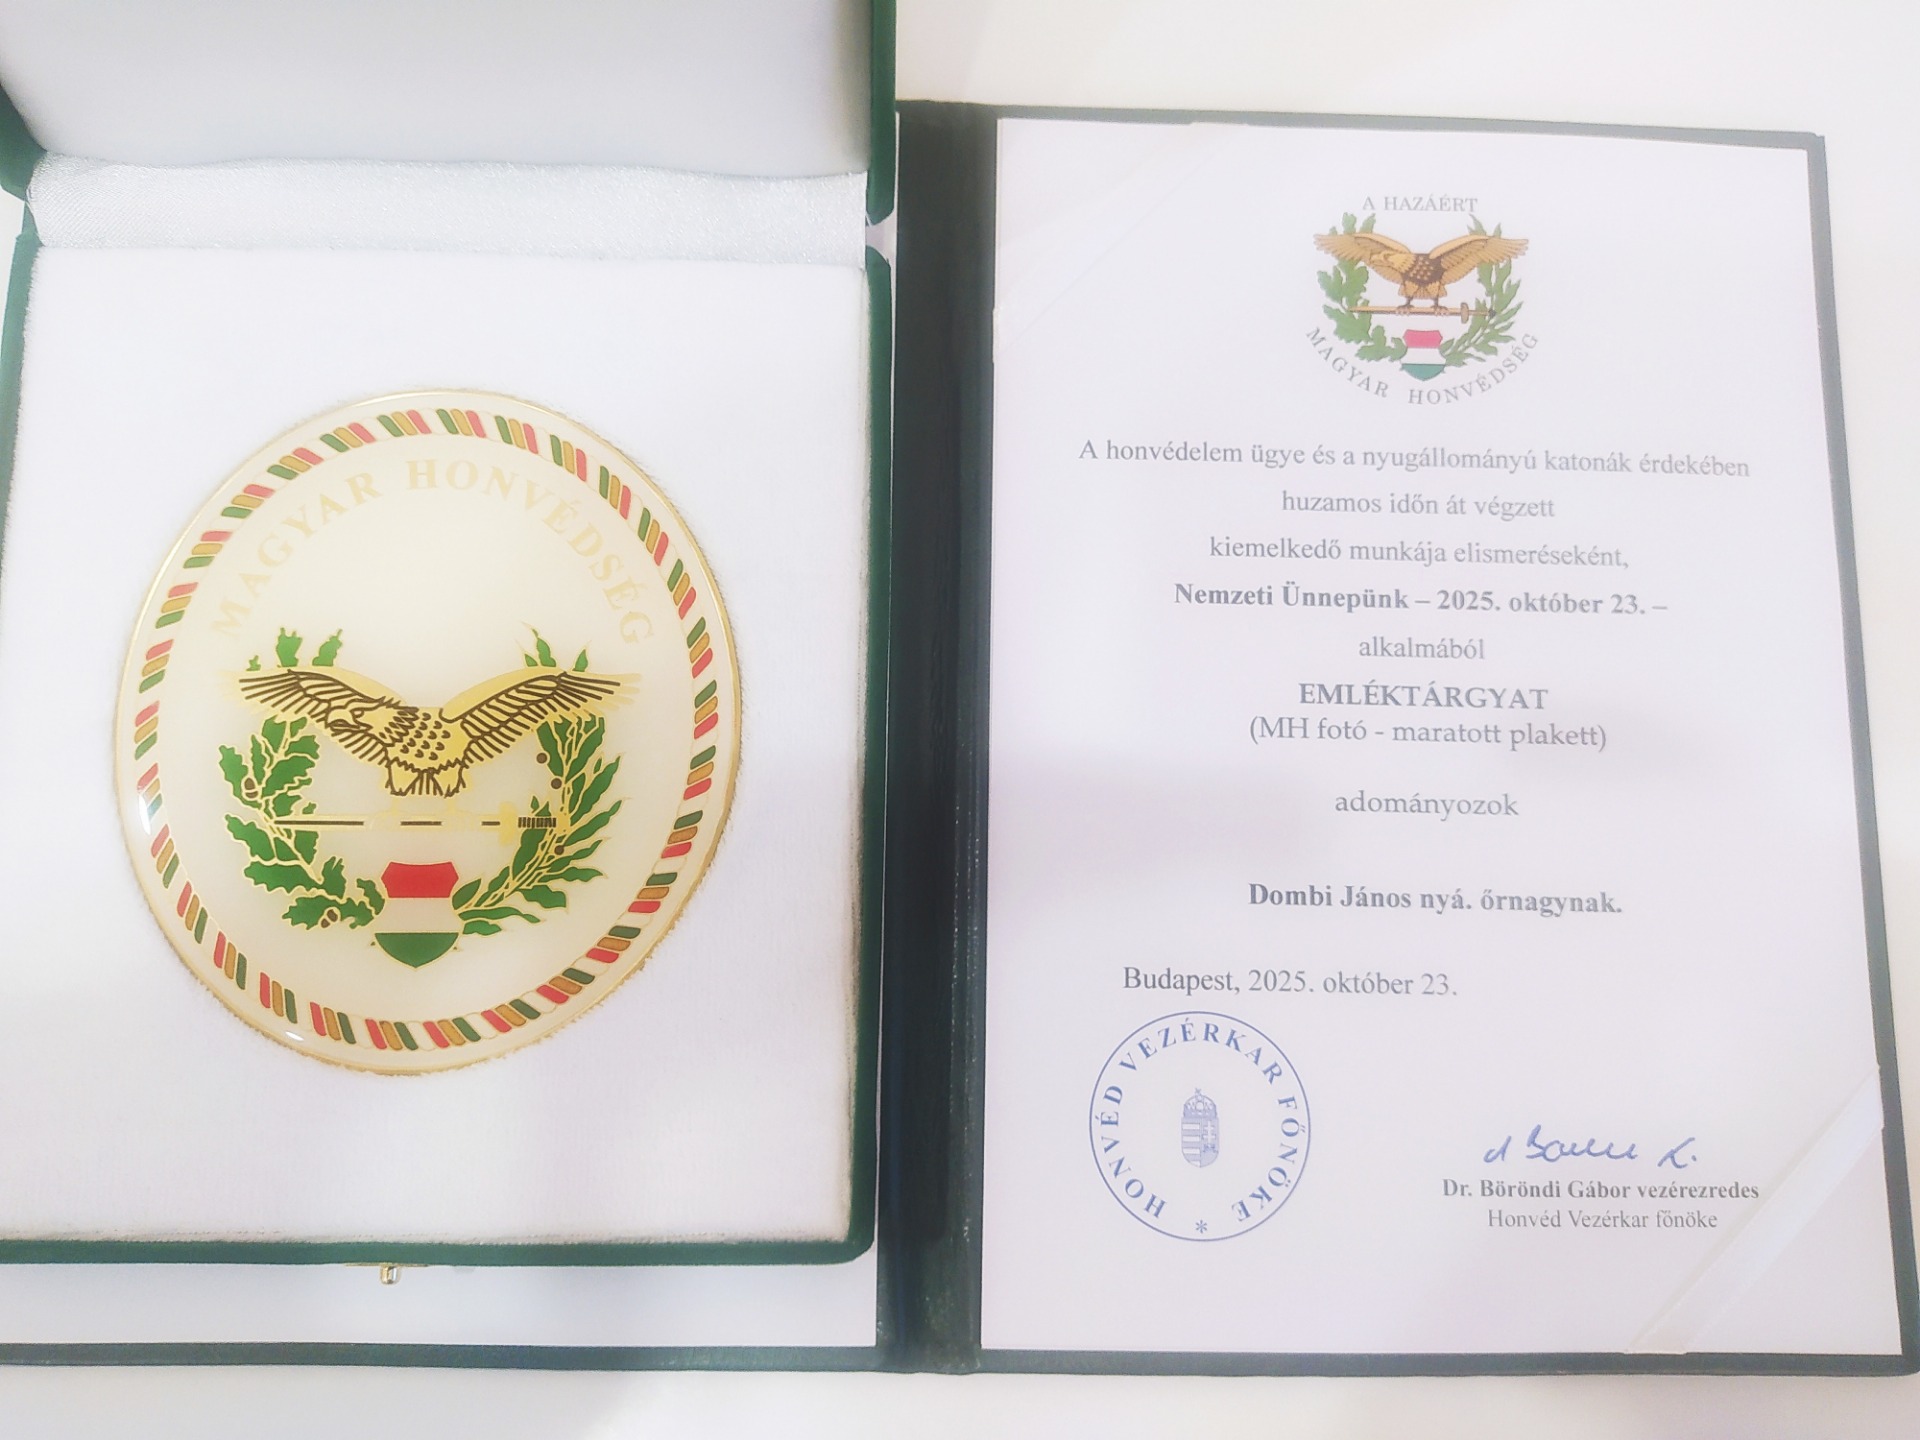 MAGYAR HONVÉDSÉG
A HAZÁÉRT
MAGYAR HONVÉDSÉG
A honvédelem ügye és a nyugállományú katonák érdekében
huzamos időn át végzett
kiemelkedő munkája elismeréseként,
Nemzeti Ünnepünk – 2025. október 23. –
alkalmából
EMLÉKTÁRGYAT
(MH fotó - maratott plakett)
adományozok
Dombi János nyá. őrnagynak.
Budapest, 2025. október 23.
HONVÉD VEZÉRKAR FŐNÖKE *
Dr. Böröndi Gábor vezérezredes
Honvéd Vezérkar főnöke